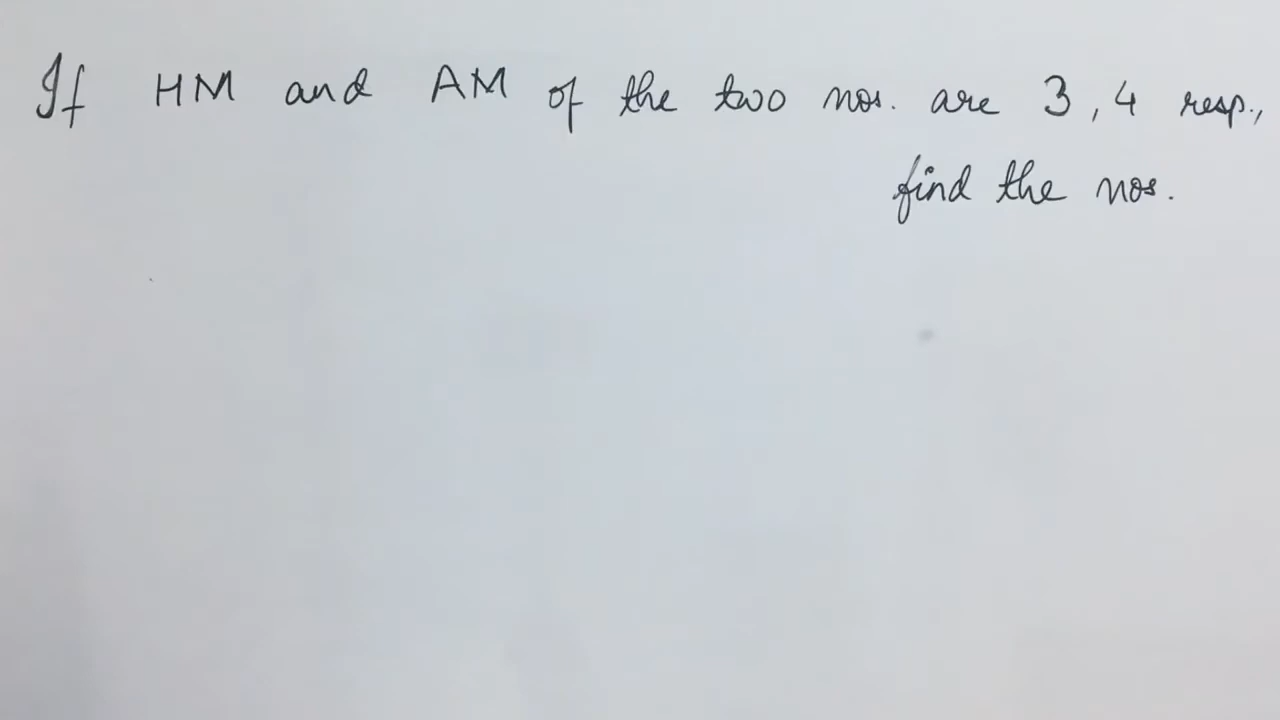 If HM and AM of the two nos. are 3, 4 resp.,
find the nos.